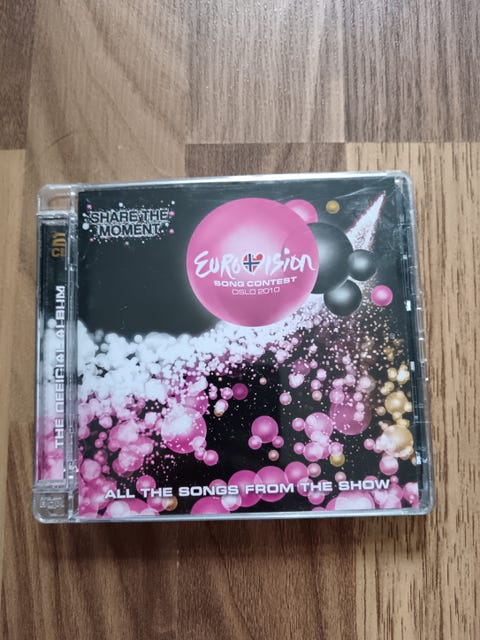 SHARE THE
MOMENT
EUROVISION
SONG CONTEST
OSLO 2010
THE OFFICIAL ALBUM
ALL THE SONGS FROM THE SHOW